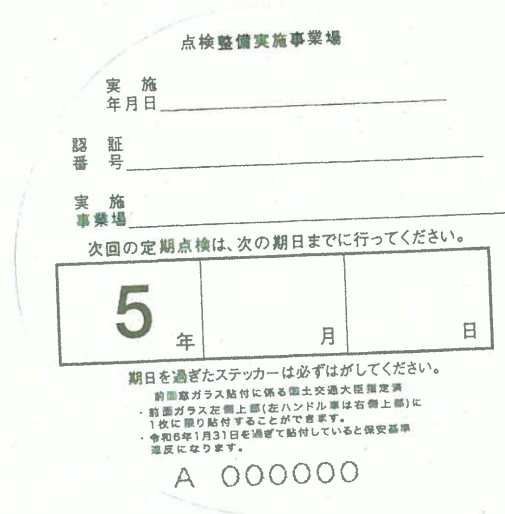 点検整備実施事業場
実施
年月日
認証
番号
実施
事業場
次回の定期点検は、次の期日までに行ってください。
5年 月 日
期日を過ぎたステッカーは必ずはがしてください。
前面窓ガラス貼付に係る国土交通大臣指定済
・前面ガラス左側上部(左ハンドル車は右側上部)に
1枚に限り貼付することができます。
・令和6年1月31日を過ぎて貼付していると保安基準
違反になります。
A 000000